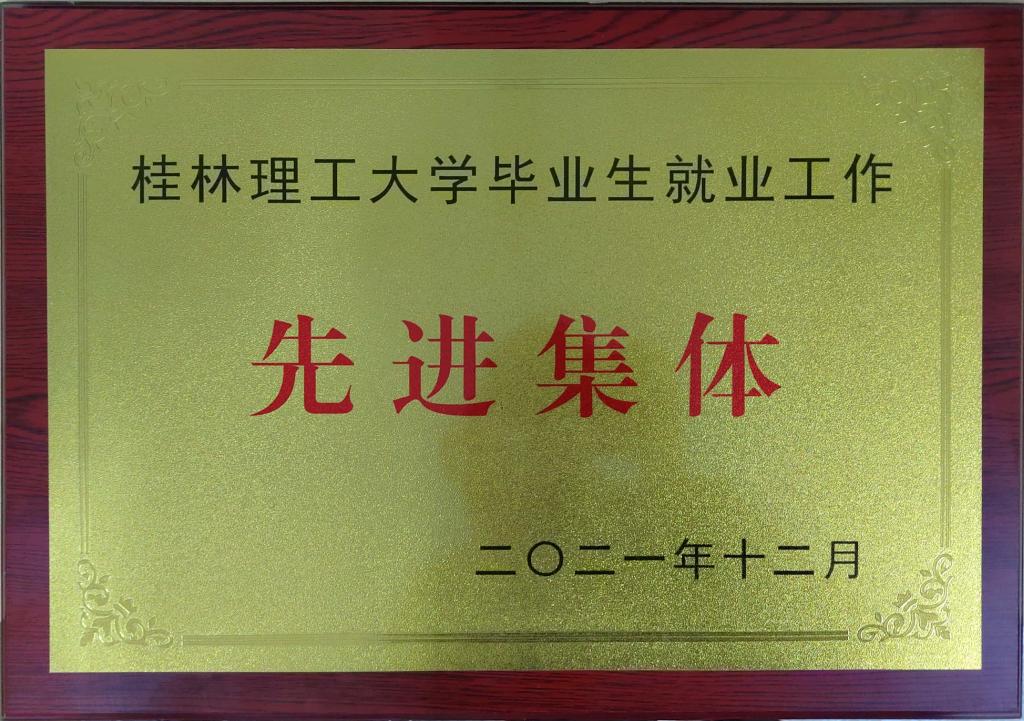 桂林理工大学毕业生就业工作
先进集体
二〇二一年十二月